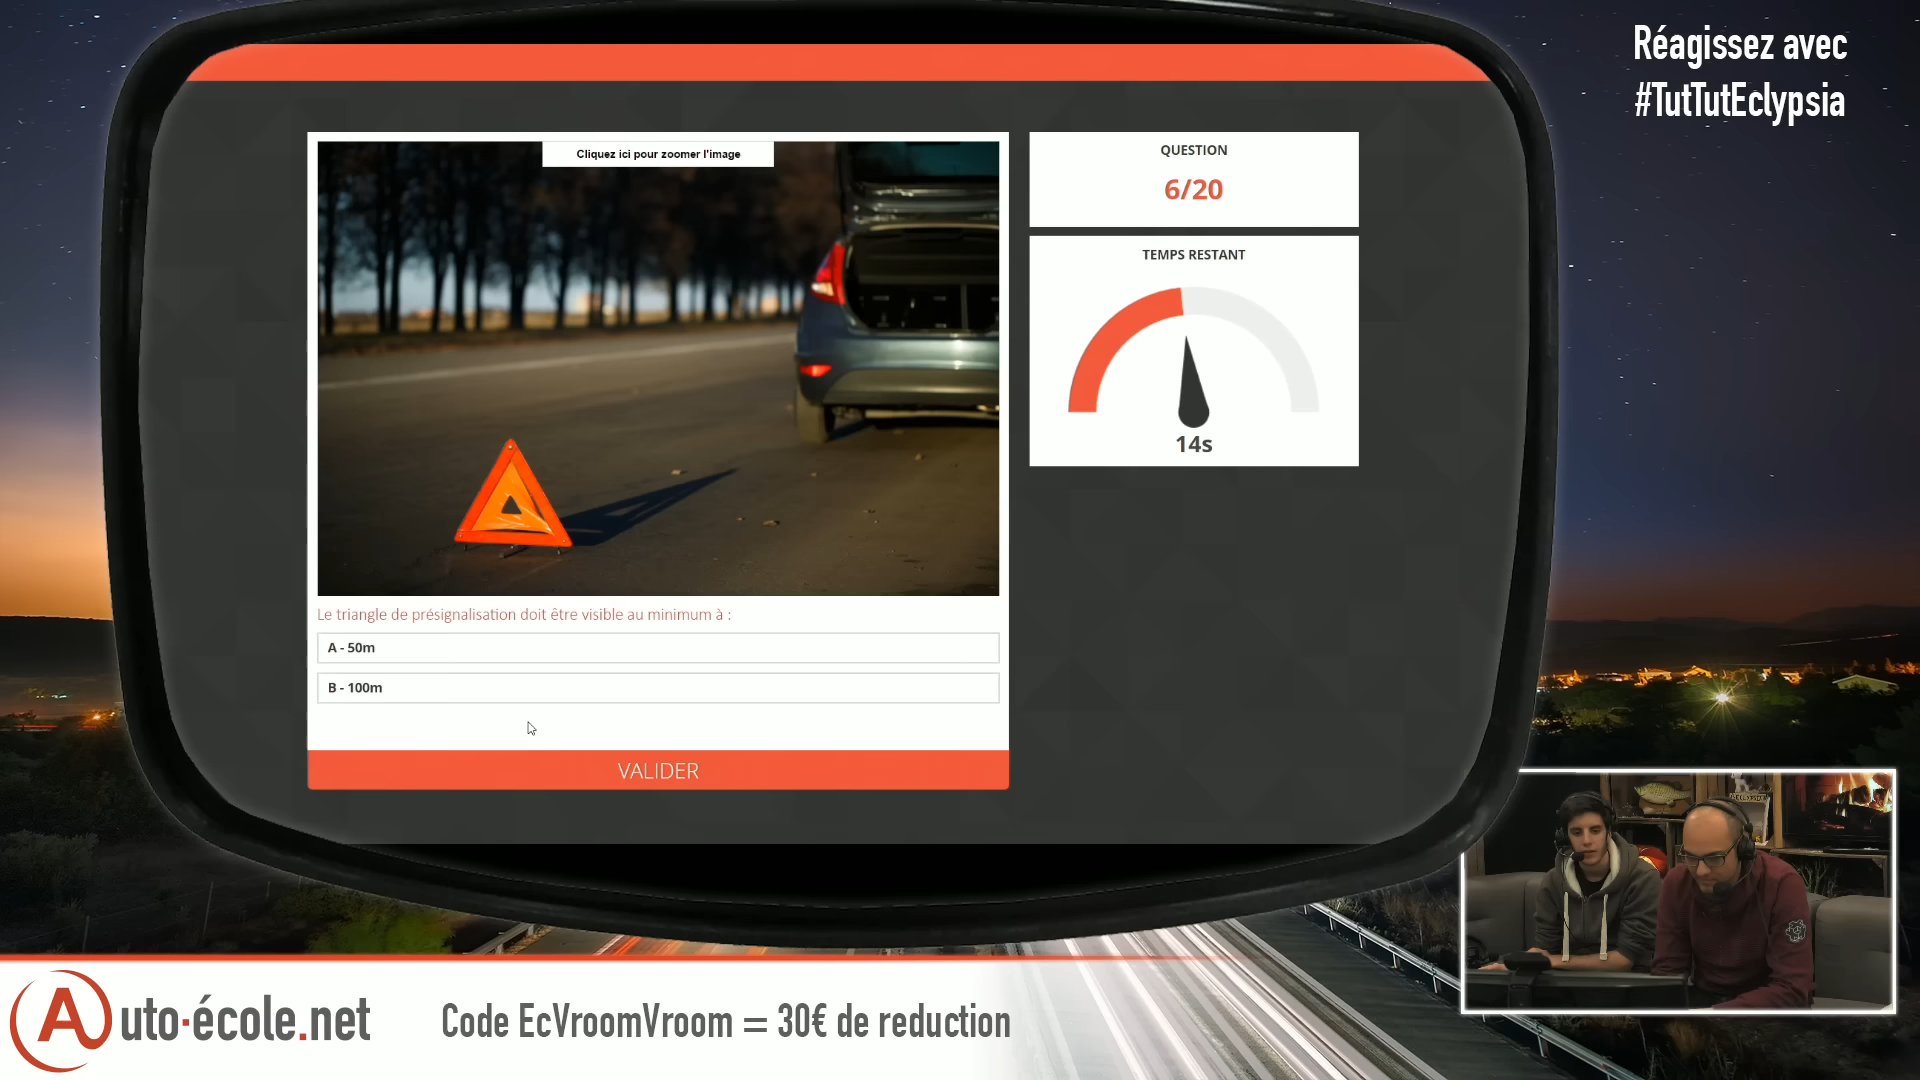 Réagissez avec
#TutTutEclypsia
Cliquez ici pour zoomer l'image
QUESTION
6/20
TEMPS RESTANT
14s
Le triangle de présignalisation doit être visible au minimum à :
A - 50m
B - 100m
VALIDER
Auto-école.net
Code EcVroomVroom = 30€ de reduction